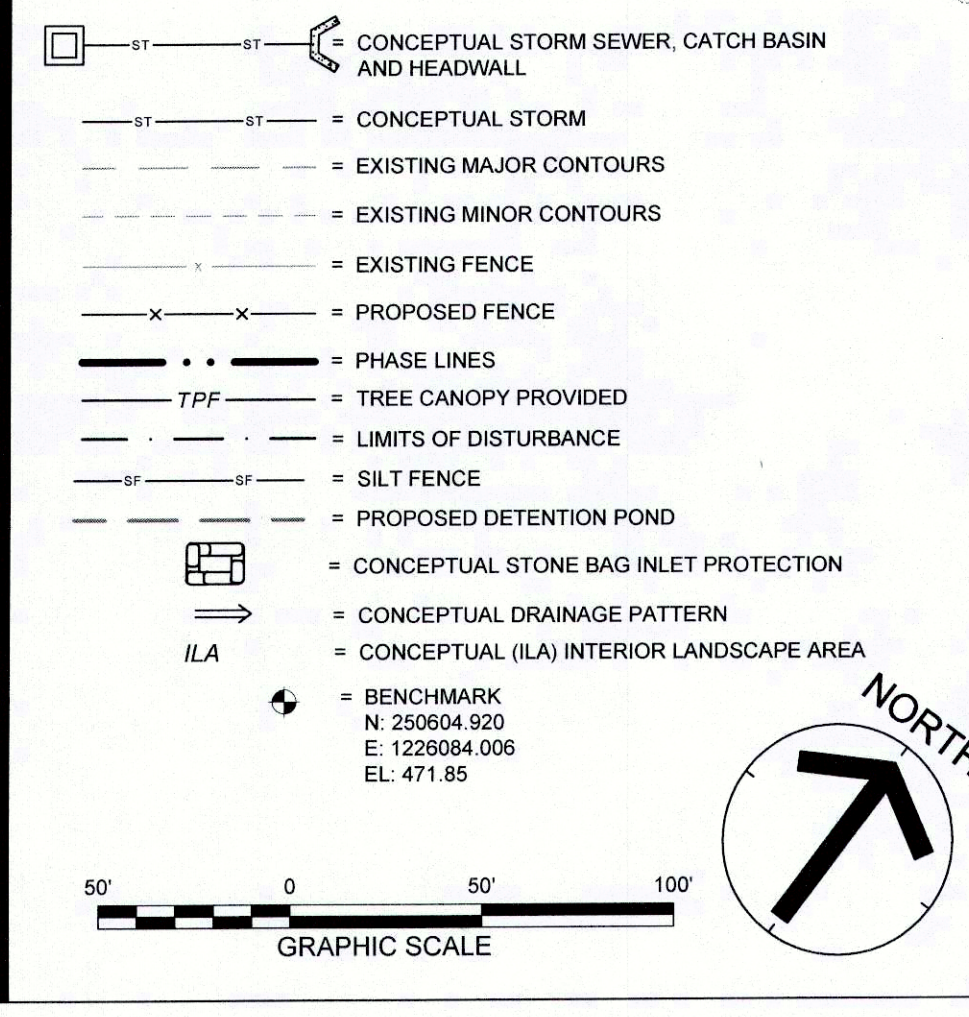 ST ST = CONCEPTUAL STORM SEWER, CATCH BASIN
AND HEADWALL
ST ST = CONCEPTUAL STORM
= EXISTING MAJOR CONTOURS
= EXISTING MINOR CONTOURS
x = EXISTING FENCE
x x = PROPOSED FENCE
= PHASE LINES
TPF = TREE CANOPY PROVIDED
= LIMITS OF DISTURBANCE
SF SF = SILT FENCE
= PROPOSED DETENTION POND
= CONCEPTUAL STONE BAG INLET PROTECTION
= CONCEPTUAL DRAINAGE PATTERN
ILA = CONCEPTUAL (ILA) INTERIOR LANDSCAPE AREA
= BENCHMARK
N: 250604.920
E: 1226084.006
EL: 471.85
NORTH
50' 0 50' 100'
GRAPHIC SCALE